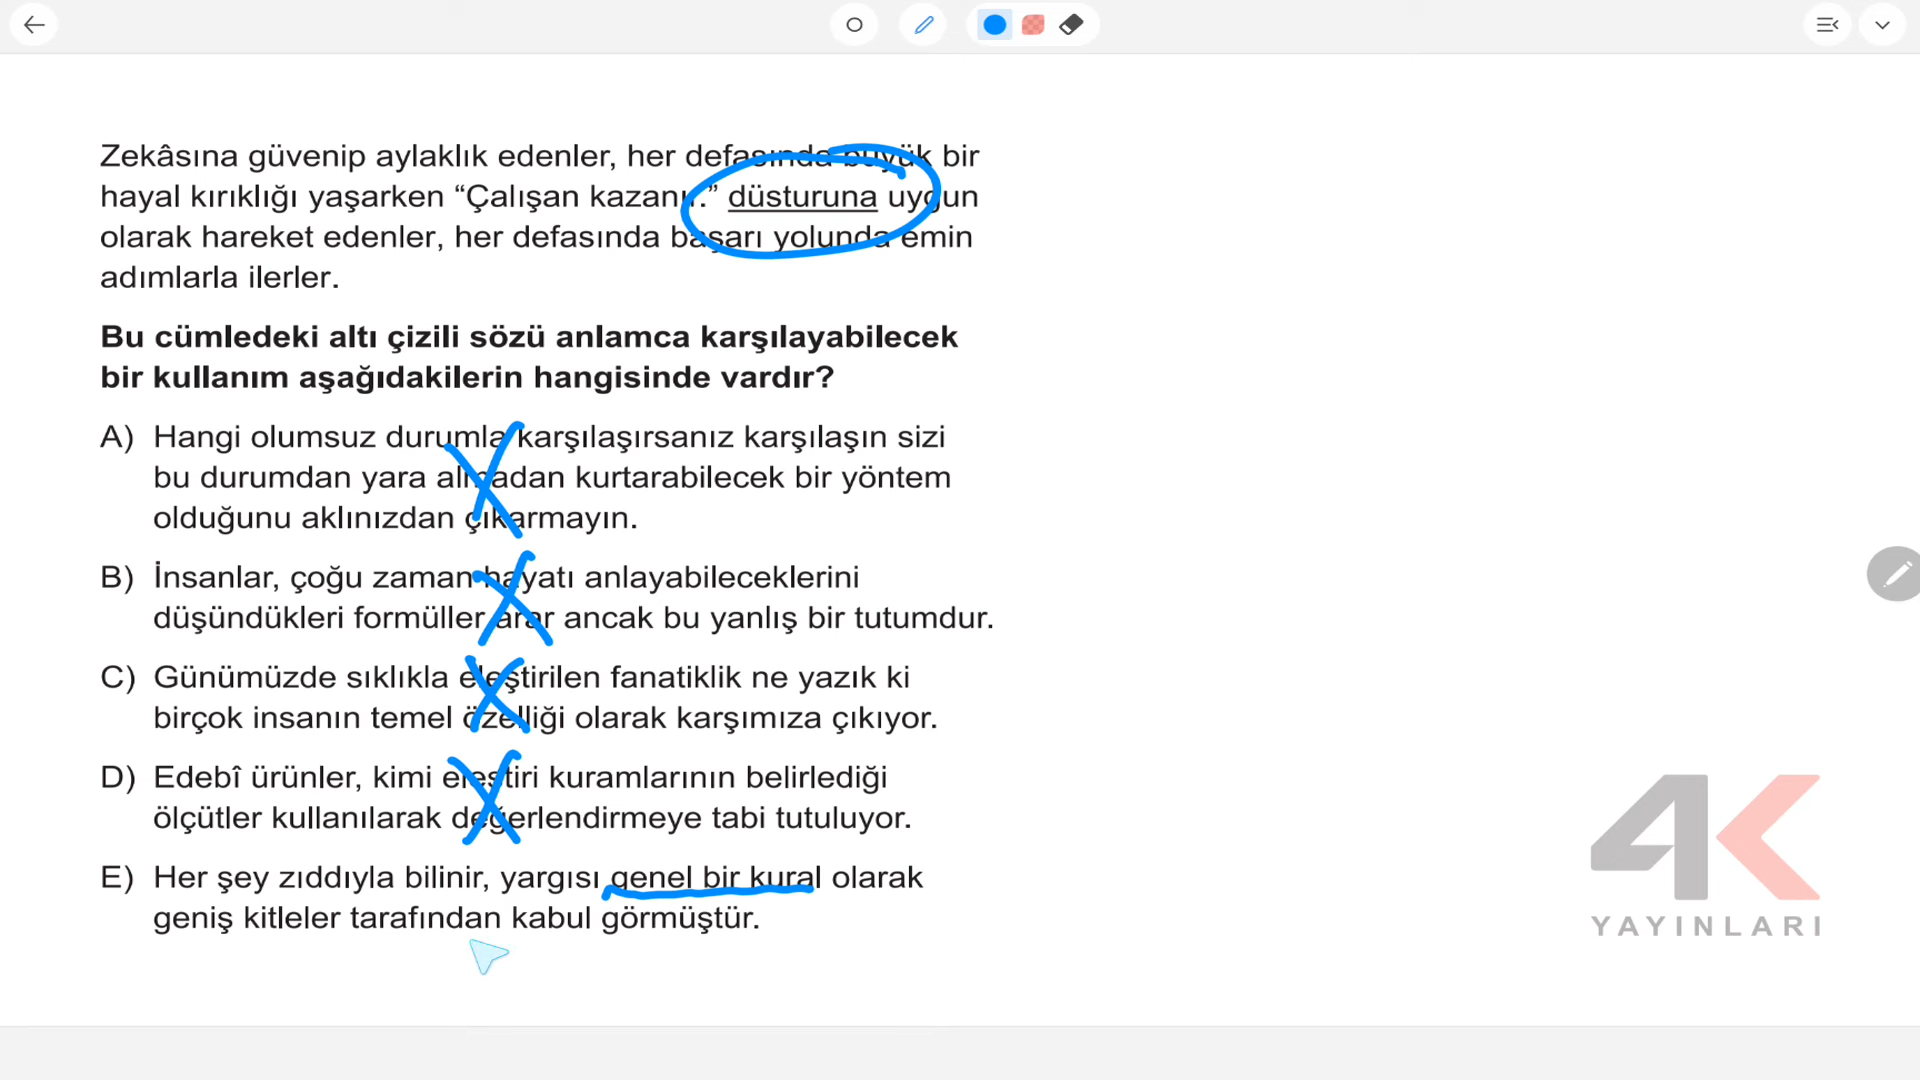 Zekâsına güvenip aylaklık edenler, her defasında büyük bir
hayal kırıklığı yaşarken “Çalışan kazanır.” düsturuna uygun
olarak hareket edenler, her defasında başarı yolunda emin
adımlarla ilerler.
Bu cümledeki altı çizili sözü anlamca karşılayabilecek
bir kullanım aşağıdakilerin hangisinde vardır?
A) Hangi olumsuz durumla karşılaşırsanız karşılaşın sizi
bu durumdan yara almadan kurtarabilecek bir yöntem
olduğunu aklınızdan çıkarmayın.
B) İnsanlar, çoğu zaman hayatı anlayabileceklerini
düşündükleri formüller arar ancak bu yanlış bir tutumdur.
C) Günümüzde sıklıkla eleştirilen fanatiklik ne yazık ki
birçok insanın temel özelliği olarak karşımıza çıkıyor.
D) Edebî ürünler, kimi eleştiri kuramlarının belirlediği
ölçütler kullanılarak değerlendirmeye tabi tutuluyor.
E) Her şey zıddıyla bilinir, yargısı genel bir kural olarak
geniş kitleler tarafından kabul görmüştür.
4K
YAYINLARI